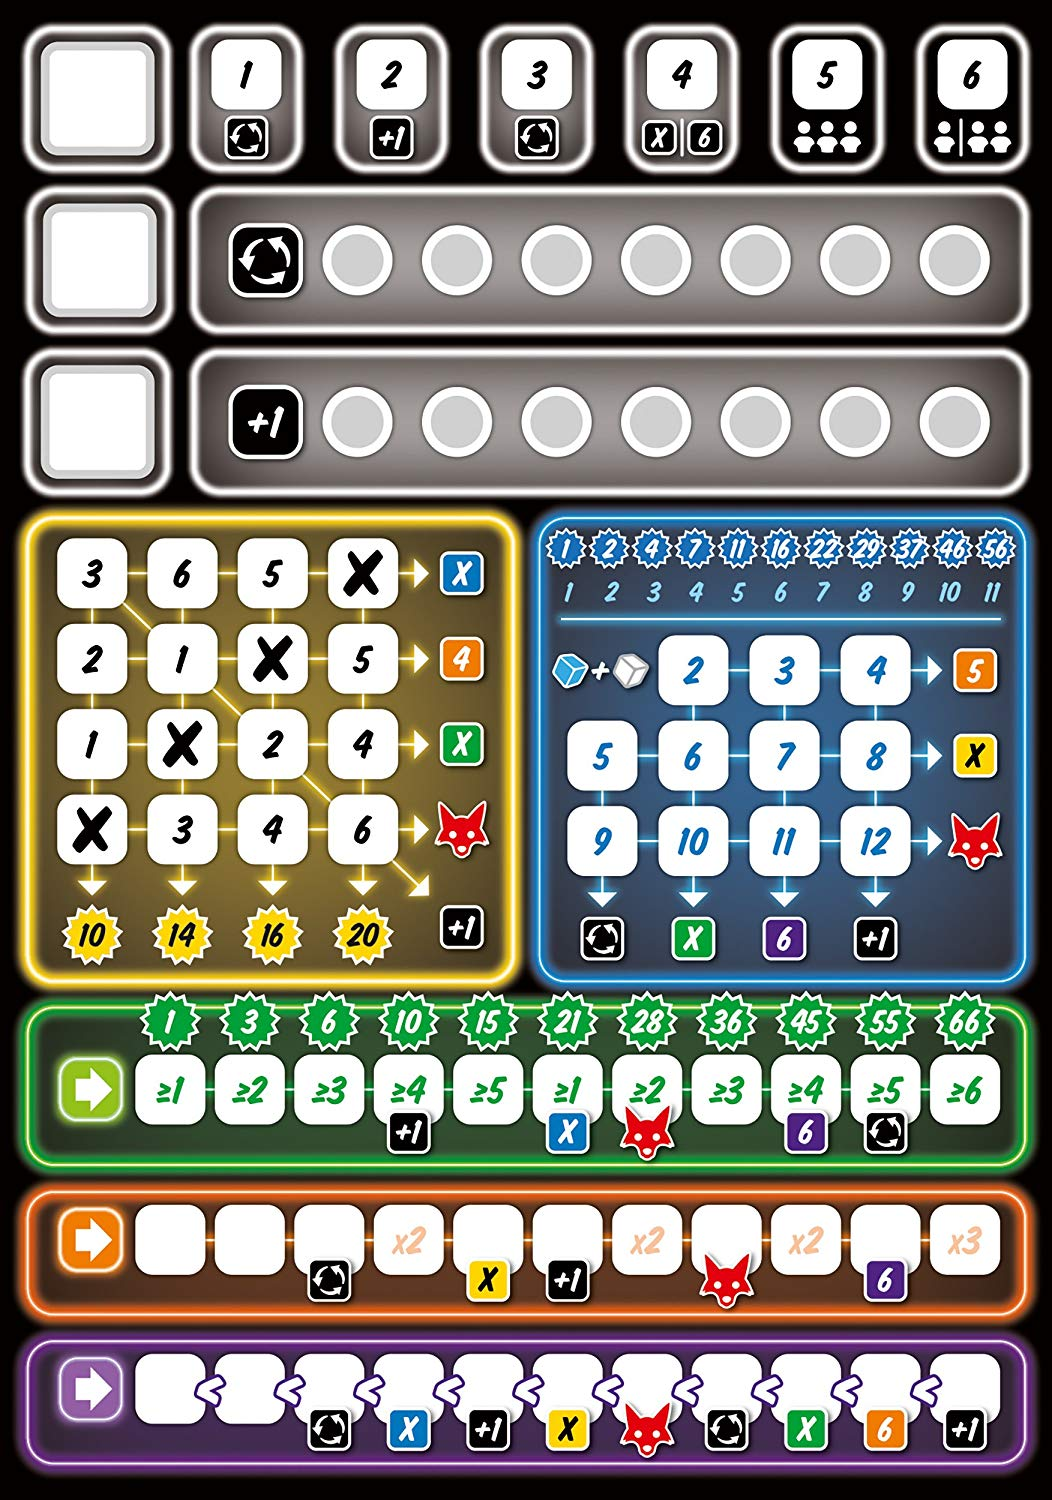 1 2 3 4 5 6
+1 X 6
+1
3 6 5 X X
2 1 X 5 4
1 X 2 4 X
X 3 4 6
10 14 16 20 +1
1 2 4 7 11 16 22 29 37 46 56
1 2 3 4 5 6 7 8 9 10 11
+ 2 3 4 5
5 6 7 8 X
9 10 11 12
X 6 +1
1 3 6 10 15 21 28 36 45 55 66
≥1 ≥2 ≥3 ≥4 ≥5 ≥1 ≥2 ≥3 ≥4 ≥5 ≥6
+1 X 6
x2 x2 x2 x3
X +1 6
< < < < < < < < < <
X +1 X X 6 +1